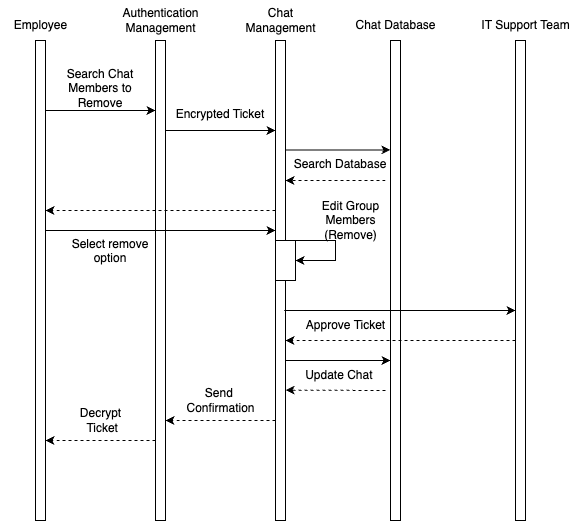 Employee
Authentication
Management
Chat
Management
Chat Database
IT Support Team
Search Chat
Members to
Remove
Encrypted Ticket
Search Database
Edit Group
Members
(Remove)
Select remove
option
Approve Ticket
Update Chat
Send
Confirmation
Decrypt
Ticket